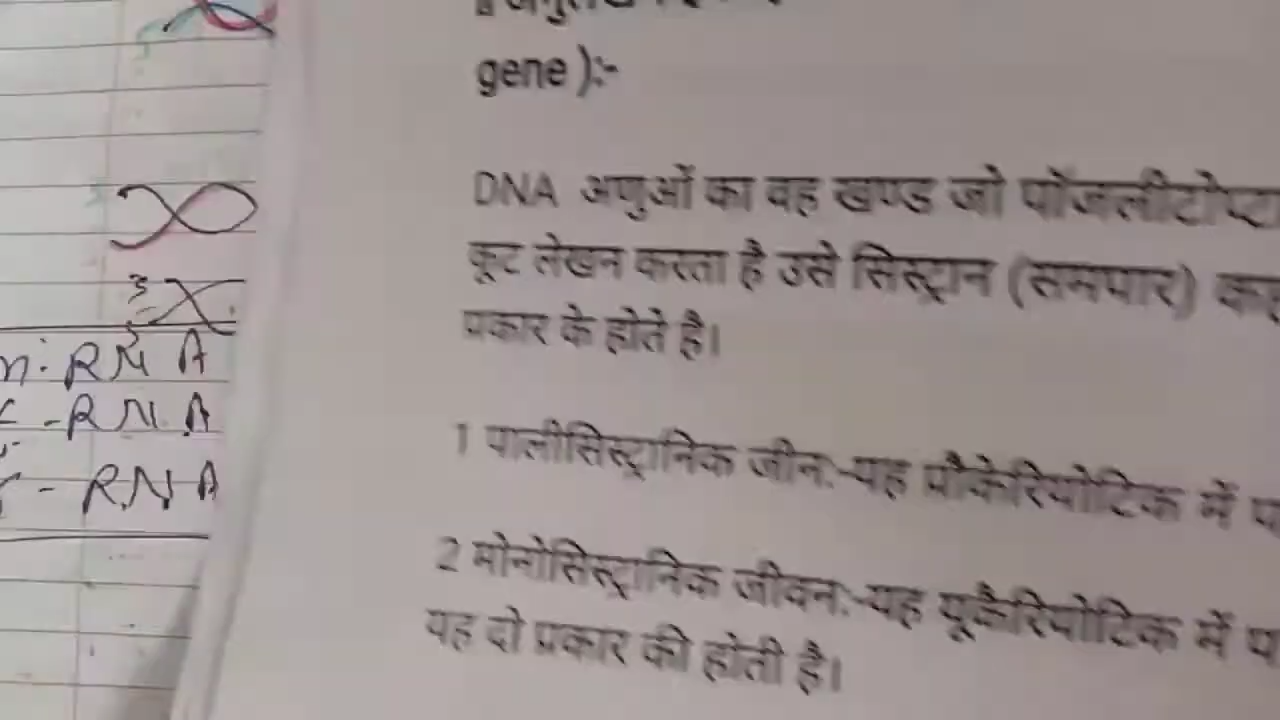 gene ):-
DNA अणुओं का वह खण्ड जो
कूट लेखन करता है उसे सिस्ट्रान (समपार)
प्रकार के होते है।
1 पालीसिस्ट्रानिक जीन:-यह प्रौकेरियोटिक में
2 मोनोसिस्ट्रानिक जीवन:-यह यूकैरियोटिक में
यह दो प्रकार की होती है।
m. RNA
-RNA
- RNA